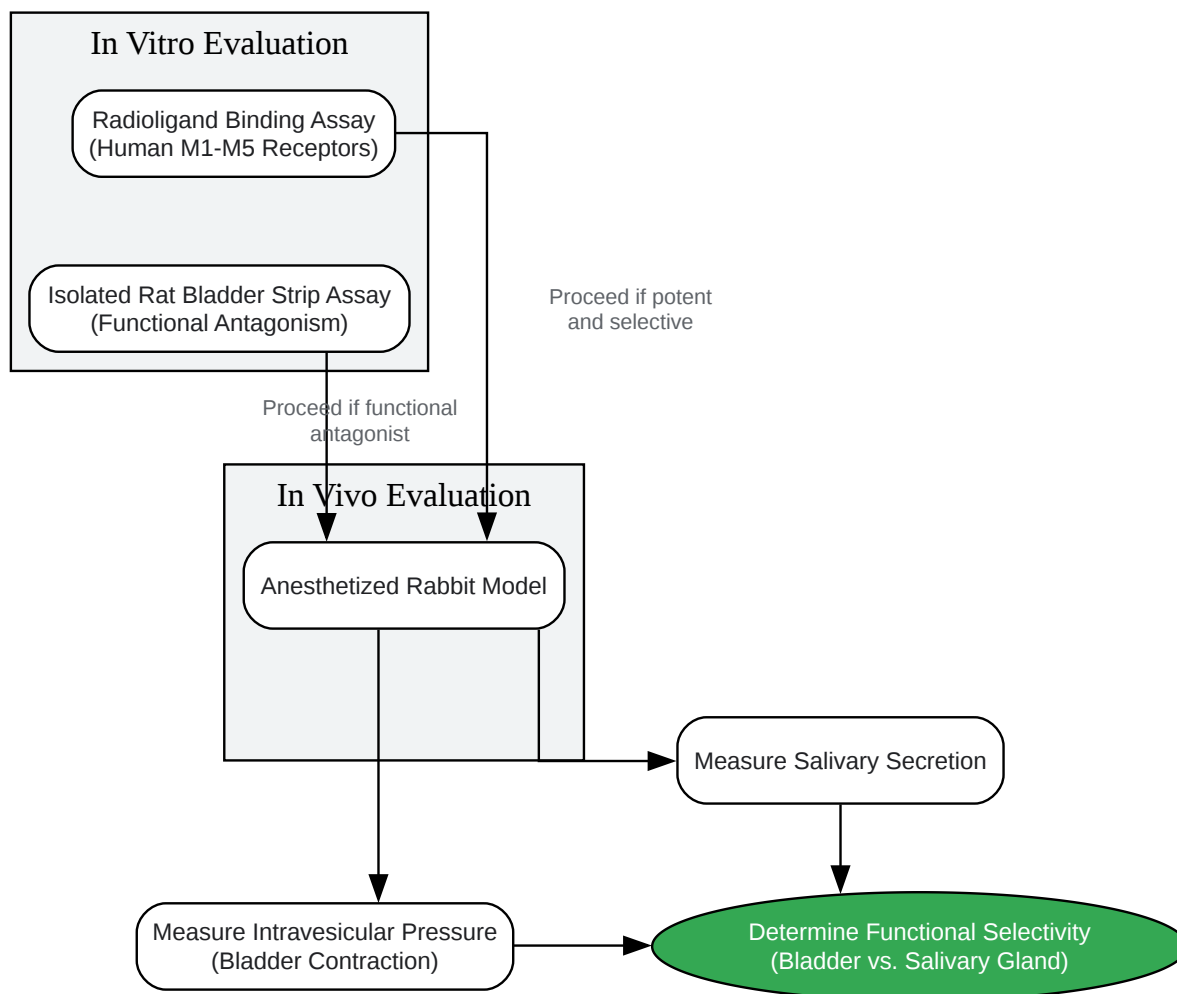 In Vitro Evaluation
Radioligand Binding Assay
(Human M1-M5 Receptors)
Isolated Rat Bladder Strip Assay
(Functional Antagonism)
Proceed if potent
and selective
Proceed if functional
antagonist
In Vivo Evaluation
Anesthetized Rabbit Model
Measure Salivary Secretion
Measure Intravesicular Pressure
(Bladder Contraction)
Determine Functional Selectivity
(Bladder vs. Salivary Gland)